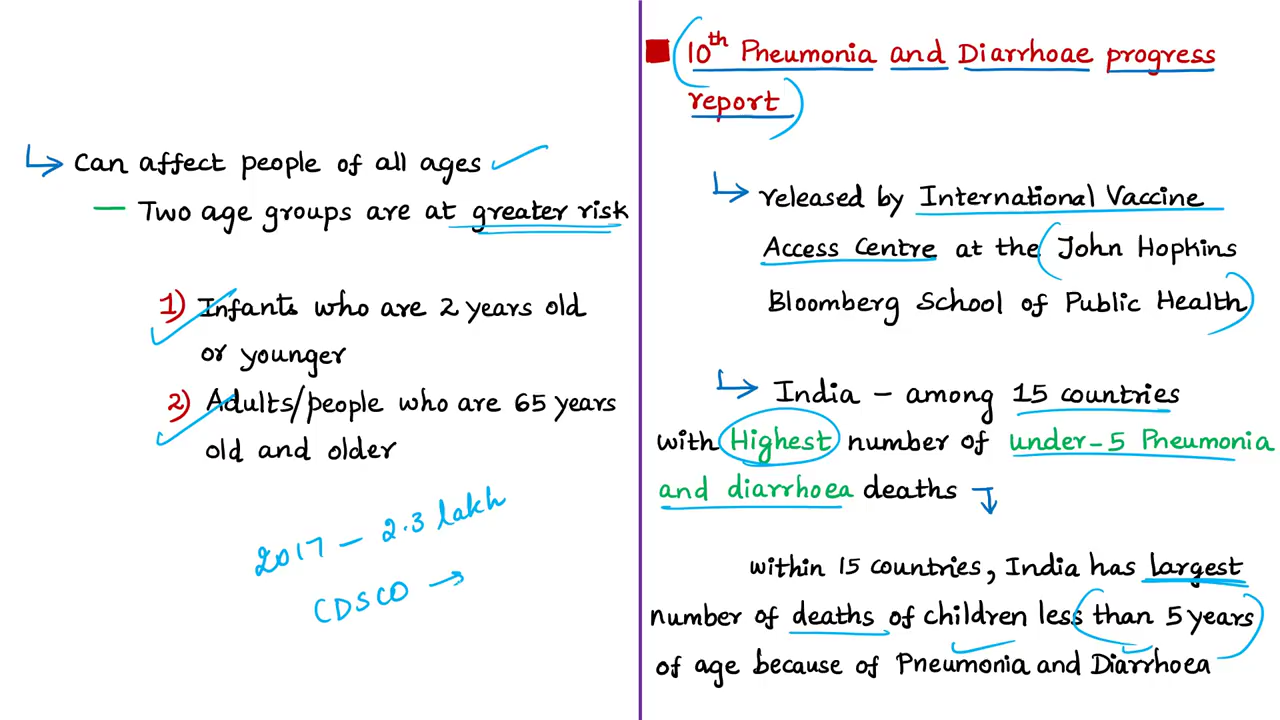 Can affect people of all ages
Two age groups are at greater risk
1) Infants who are 2 years old
or younger
2) Adults/people who are 65 years
old and older
2017 - 2.3 lakh
CDSCO →
10th Pneumonia and Diarrhoae progress
report
released by International Vaccine
Access Centre at the John Hopkins
Bloomberg School of Public Health
India - among 15 countries
with Highest number of under-5 Pneumonia
and diarrhoea deaths
within 15 countries, India has largest
number of deaths of children less than 5 years
of age because of Pneumonia and Diarrhoea